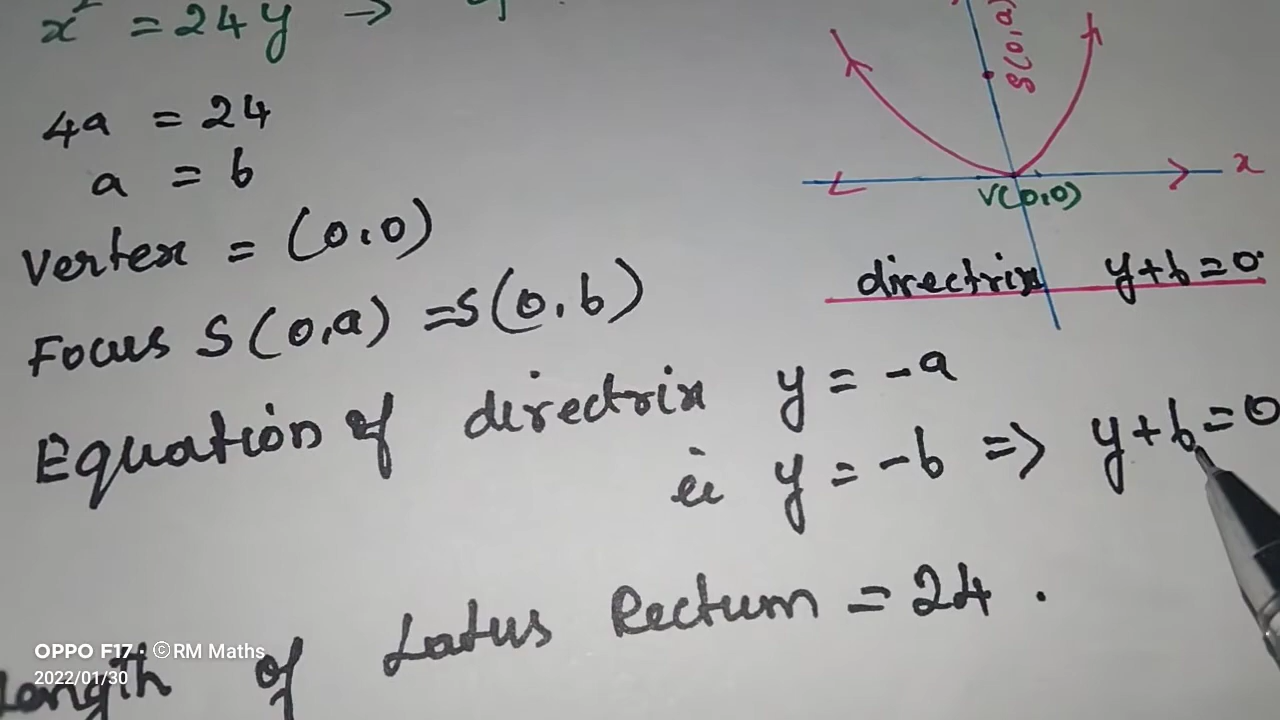 x² = 24y →
4a = 24
a = 6
Vertex = (0,0)
Focus S(0,a) = S(0,6)
Equation of directrix y = -a
ie y = -6 => y+6=0
Length of Latus Rectum = 24.
S(0,a)
x
V(0,0)
directrix y+6=0
OPPO F17 · ©RM Maths
2022/01/30